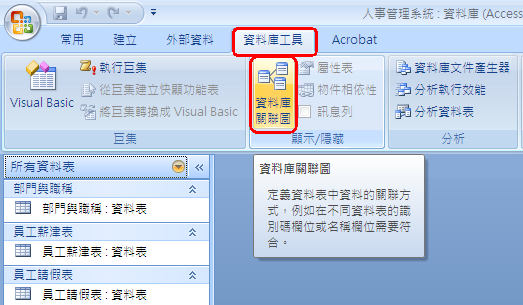 人事管理系統 : 資料庫 (Access
常用 建立 外部資料 資料庫工具 Acrobat
Visual Basic
執行巨集
從巨集建立快顯功能表
將巨集轉換成 Visual Basic
巨集
資料庫
關聯圖
屬性表
物件相依性
訊息列
顯示/隱藏
資料庫文件產生器
分析執行效能
分析資料表
分析
所有資料表
部門與職稱
部門與職稱 : 資料表
員工薪津表
員工薪津表 : 資料表
員工請假表
員工請假表 : 資料表
資料庫關聯圖
定義資料表中資料的關聯方
式，例如在不同資料表的識
別碼欄位或名稱欄位需要符
合。